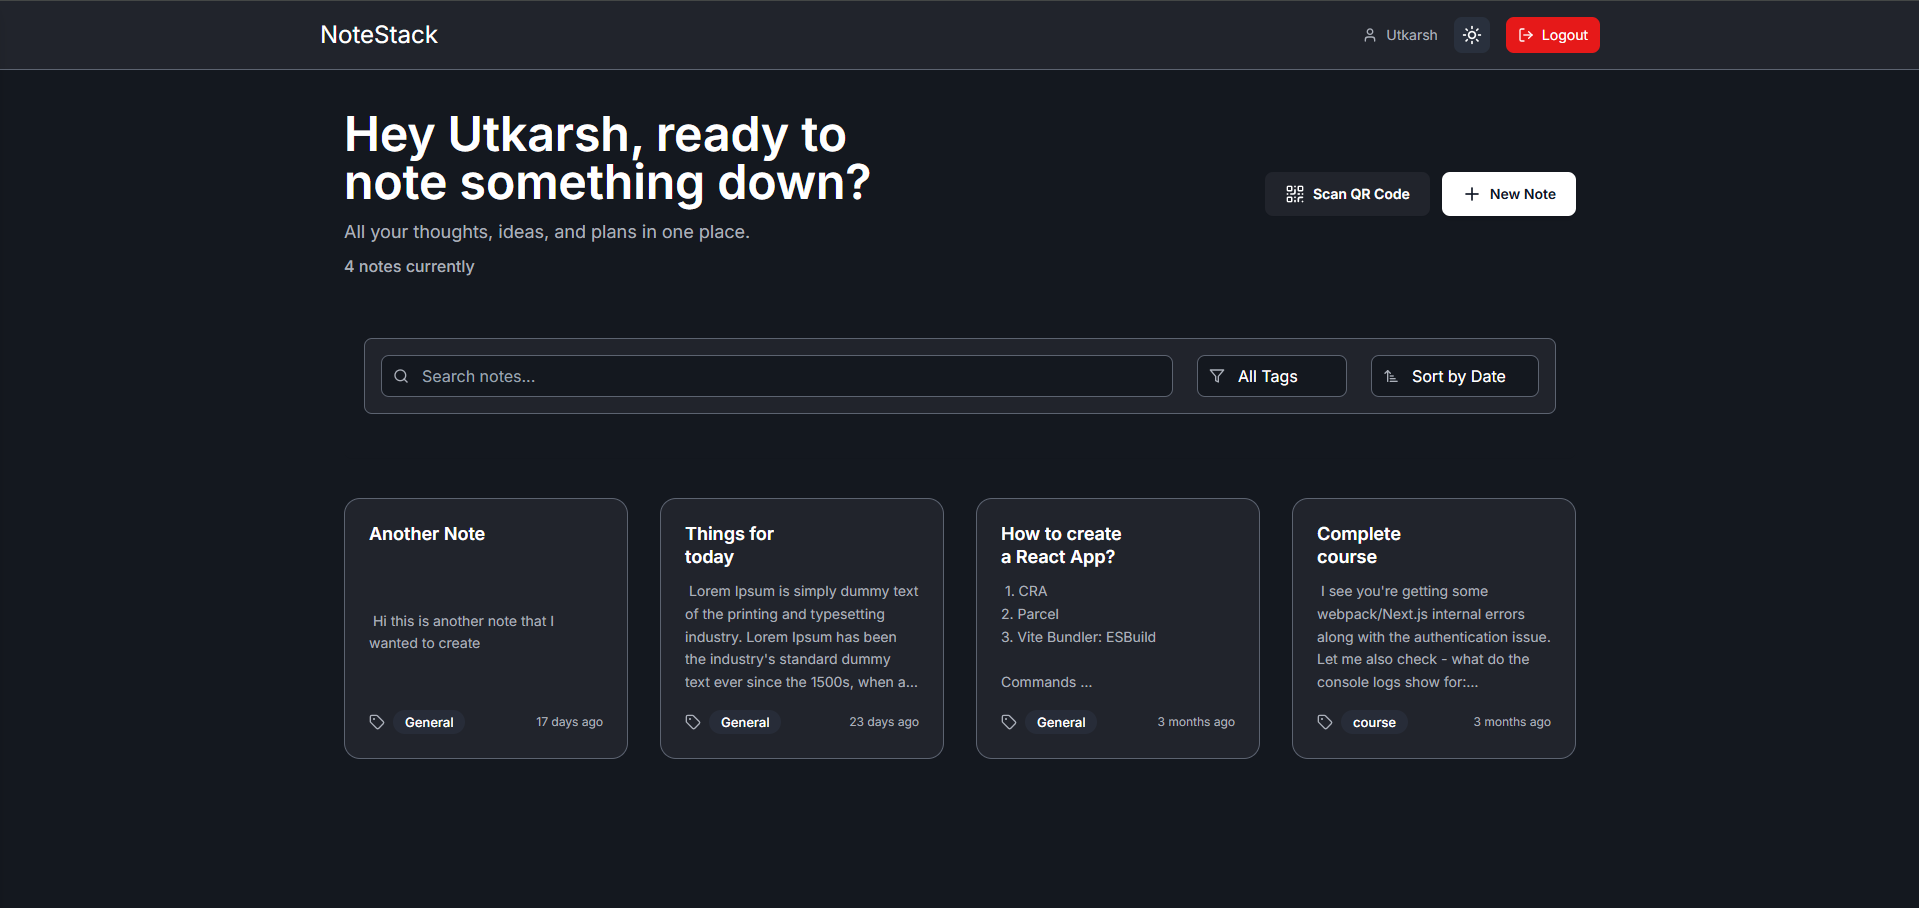 NoteStack
Utkarsh
Logout
Hey Utkarsh, ready to
note something down?
All your thoughts, ideas, and plans in one place.
4 notes currently
Scan QR Code
New Note
Search notes...
All Tags
Sort by Date
Another Note
Hi this is another note that I
wanted to create
General
17 days ago
Things for
today
Lorem Ipsum is simply dummy text
of the printing and typesetting
industry. Lorem Ipsum has been
the industry's standard dummy
text ever since the 1500s, when a...
General
23 days ago
How to create
a React App?
1. CRA
2. Parcel
3. Vite Bundler: ESBuild
Commands ...
General
3 months ago
Complete
course
I see you're getting some
webpack/Next.js internal errors
along with the authentication issue.
Let me also check - what do the
console logs show for:...
course
3 months ago